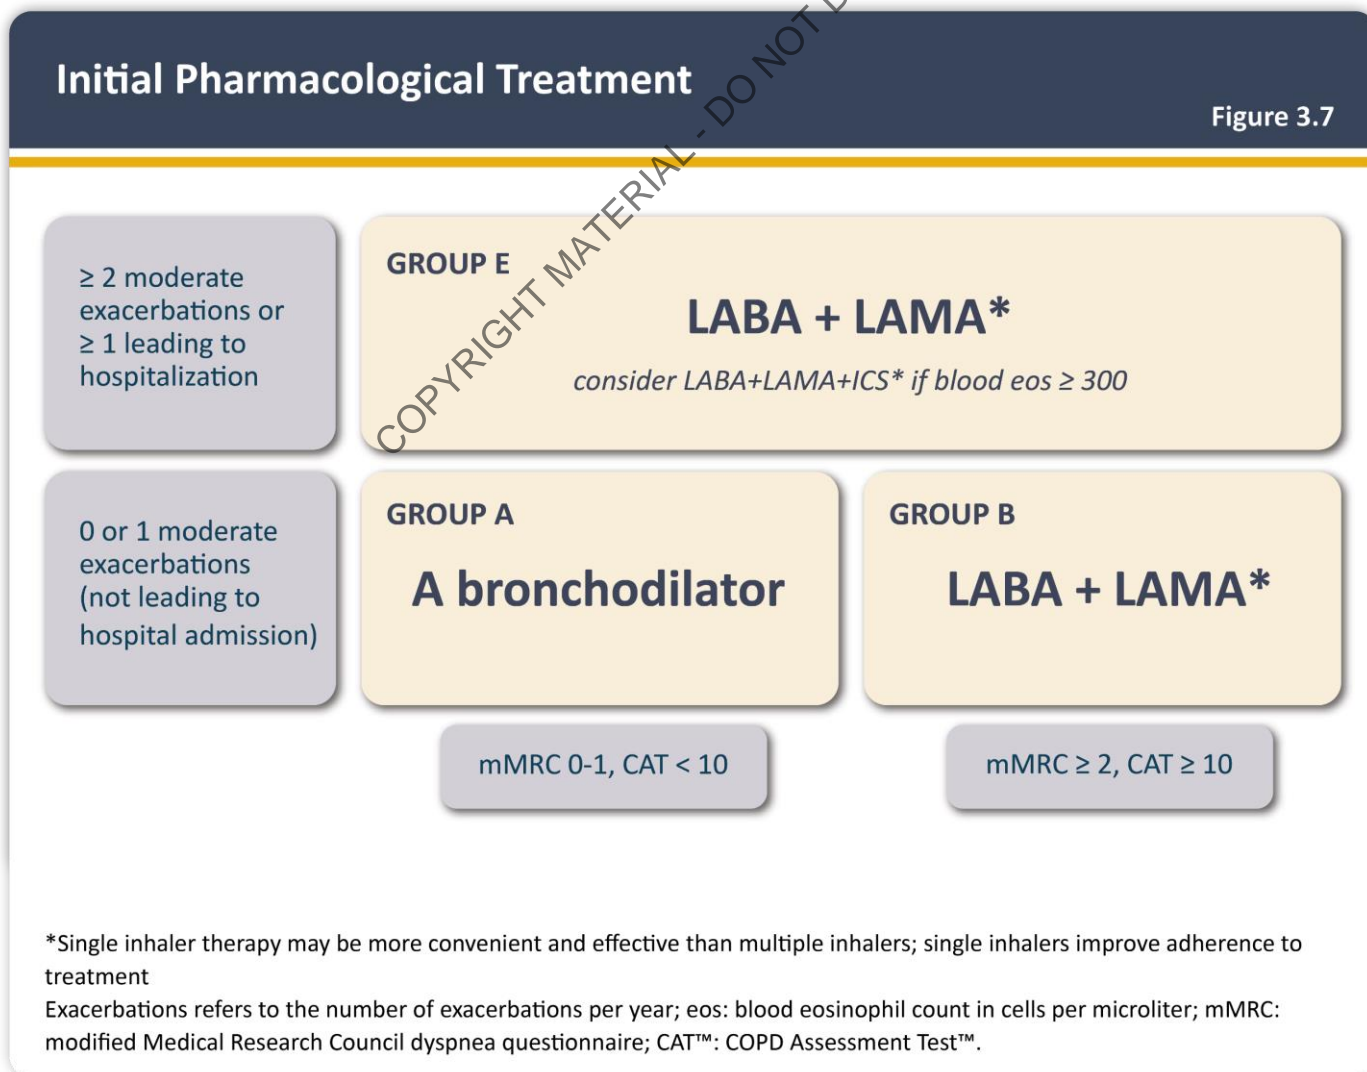 Initial Pharmacological Treatment
Figure 3.7
COPYRIGHT MATERIAL - DO NOT
≥ 2 moderate
exacerbations or
≥ 1 leading to
hospitalization
GROUP E
LABA + LAMA*
consider LABA+LAMA+ICS* if blood eos ≥ 300
0 or 1 moderate
exacerbations
(not leading to
hospital admission)
GROUP A
A bronchodilator
GROUP B
LABA + LAMA*
mMRC 0-1, CAT < 10
mMRC ≥ 2, CAT ≥ 10
*Single inhaler therapy may be more convenient and effective than multiple inhalers; single inhalers improve adherence to
treatment
Exacerbations refers to the number of exacerbations per year; eos: blood eosinophil count in cells per microliter; mMRC:
modified Medical Research Council dyspnea questionnaire; CAT™: COPD Assessment Test™.